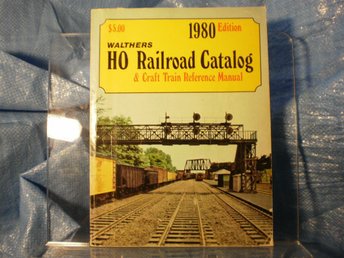 $5.00 1980 Edition
WALTHERS
HO Railroad Catalog
& Craft Train Reference Manual